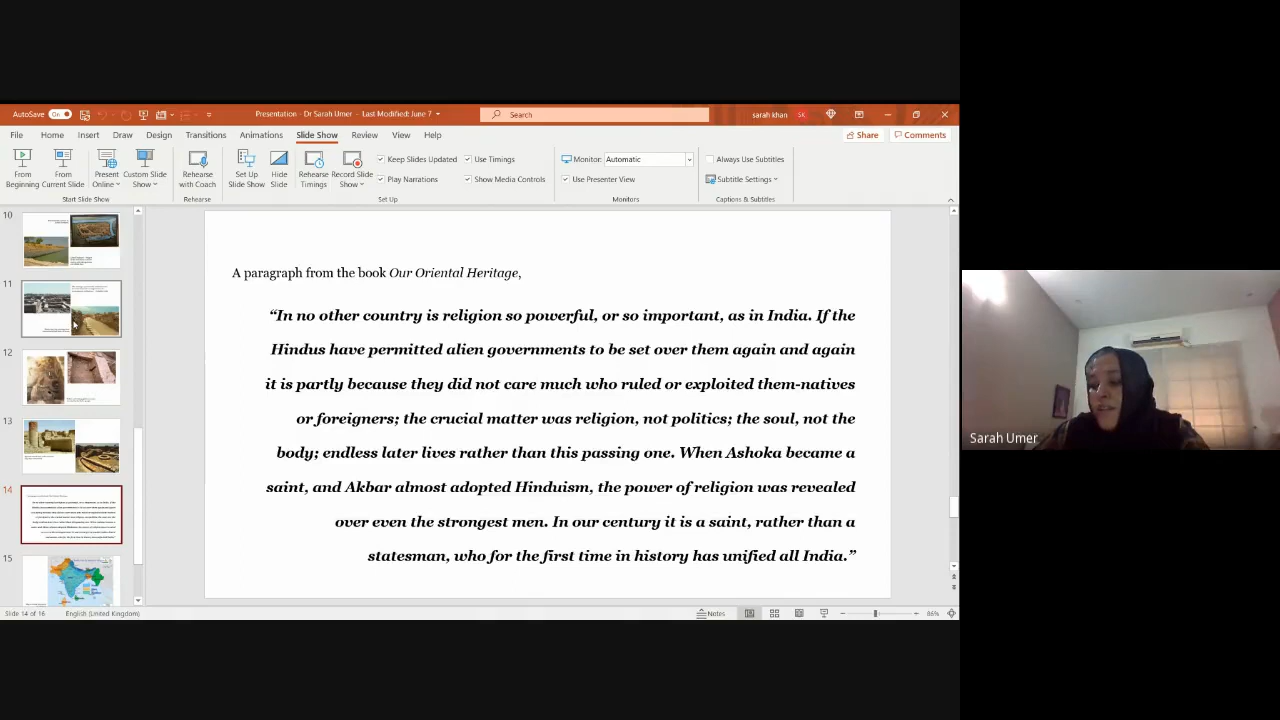 AutoSave On
Presentation - Dr Sarah Umer - Last Modified: June 7
Search
sarah khan
SK
File Home Insert Draw Design Transitions Animations Slide Show Review View Help
Share
Comments
From Beginning
From Current Slide
Present Online
Custom Slide Show
Rehearse with Coach
Set Up Slide Show
Hide Slide
Rehearse Timings
Record Slide Show
Keep Slides Updated
Play Narrations
Use Timings
Show Media Controls
Monitor: Automatic
Use Presenter View
Always Use Subtitles
Subtitle Settings
Start Slide Show
Rehearse
Set Up
Monitors
Captions & Subtitles
10
11
12
13
14
15
A paragraph from the book Our Oriental Heritage,
“In no other country is religion so powerful, or so important, as in India. If the
Hindus have permitted alien governments to be set over them again and again
it is partly because they did not care much who ruled or exploited them-natives
or foreigners; the crucial matter was religion, not politics; the soul, not the
body; endless later lives rather than this passing one. When Ashoka became a
saint, and Akbar almost adopted Hinduism, the power of religion was revealed
over even the strongest men. In our century it is a saint, rather than a
statesman, who for the first time in history has unified all India.”
Slide 14 of 16
English (United Kingdom)
Notes
86%
Sarah Umer